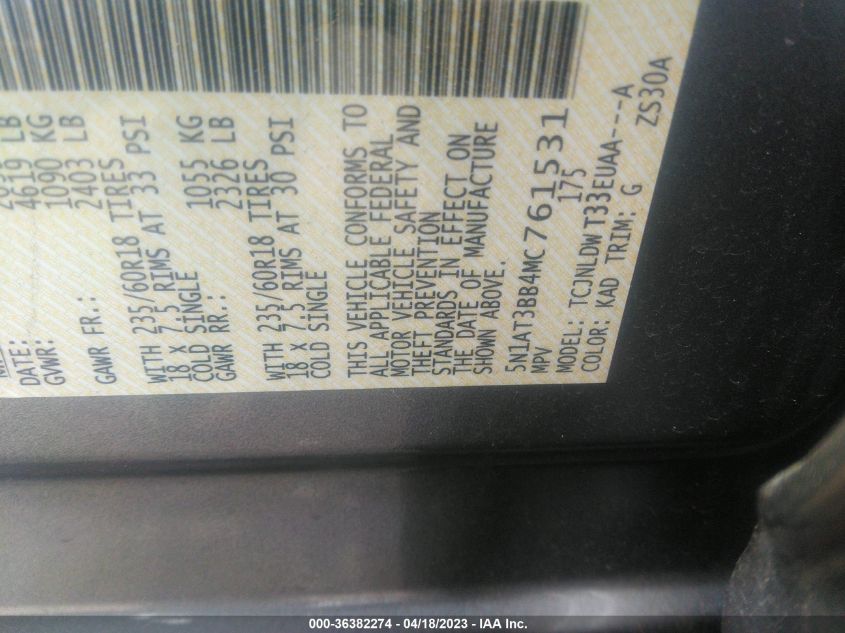 DATE:
GVWR: 4619 LB
1090 KG
GAWR FR.: 2403 LB
WITH 235/60R18 TIRES
18 X 7.5 RIMS AT 33 PSI
COLD SINGLE 1055 KG
GAWR RR.: 2326 LB
WITH 235/60R18 TIRES
18 X 7.5 RIMS AT 30 PSI
COLD SINGLE
THIS VEHICLE CONFORMS TO
ALL APPLICABLE FEDERAL
MOTOR VEHICLE SAFETY AND
THEFT PREVENTION
STANDARDS IN EFFECT ON
THE DATE OF MANUFACTURE
SHOWN ABOVE.
5N1AT3BB4MC761531
MPV 175
MODEL: TCJNLDWT33EUAA---A
COLOR: KAD TRIM: G ZS30A
000-36382274 - 04/18/2023 - IAA Inc.